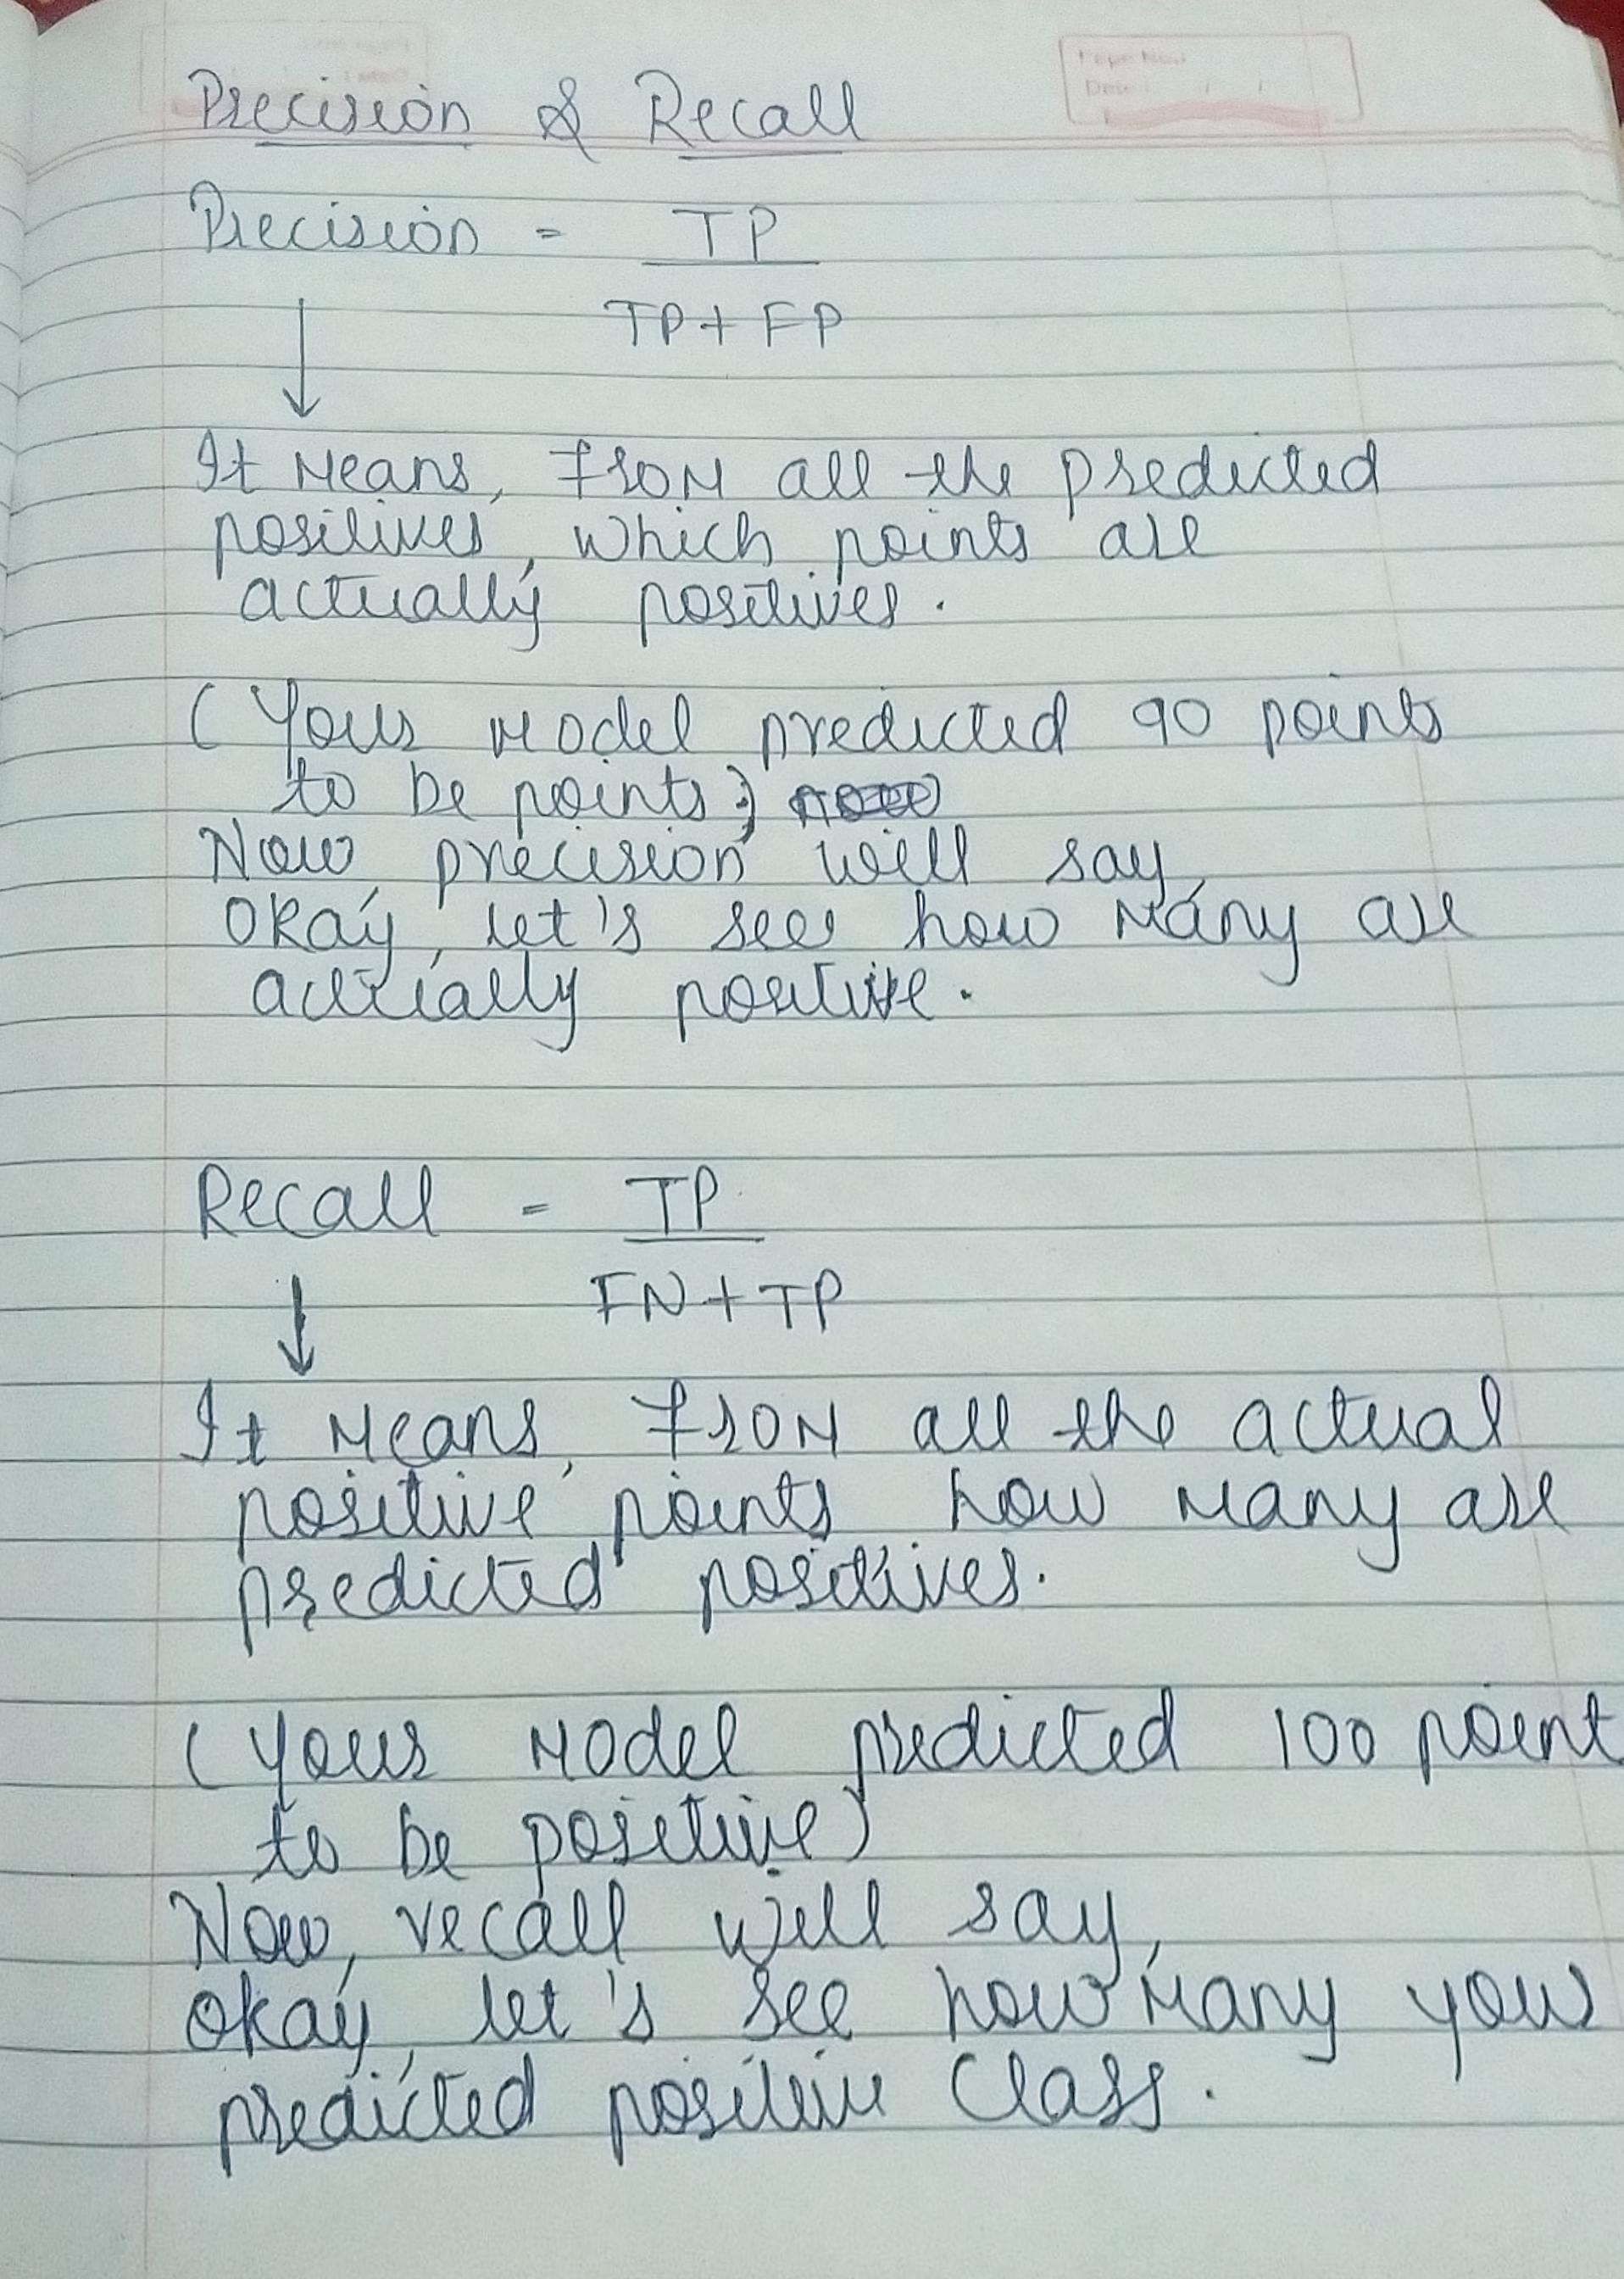 Page No.:
Date: / /
Precision & Recall
Precision = TP
TP + FP
It means, from all the predicted
positives, which points are
actually positives.
(Your model predicted 90 points
to be points;)
Now precision will say,
Okay, let's see how many are
actually positive.
Recall = TP
FN + TP
It means, from all the actual
positive points how many are
predicted positives.
(Your model predicted 100 point
to be positive)
Now, recall will say,
Okay, let's see how many you
predicted positive class.